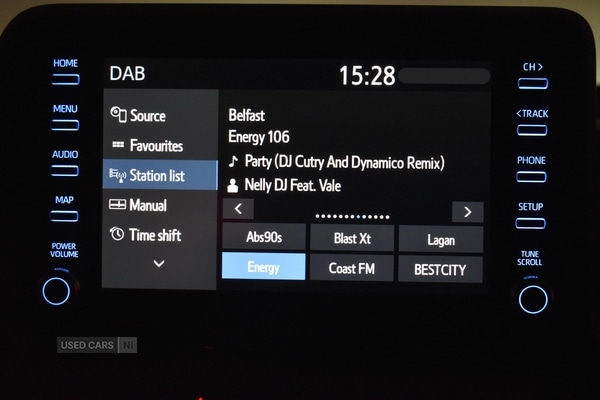 HOME
MENU
AUDIO
MAP
POWER
VOLUME
DAB
15:28
Source
Favourites
Station list
Manual
Time shift
Belfast
Energy 106
Party (DJ Cutry And Dynamico Remix)
Nelly DJ Feat. Vale
<
>
Abs90s
Blast Xt
Lagan
Energy
Coast FM
BESTCITY
CH >
< TRACK
PHONE
SETUP
TUNE
SCROLL
USED CARS NI